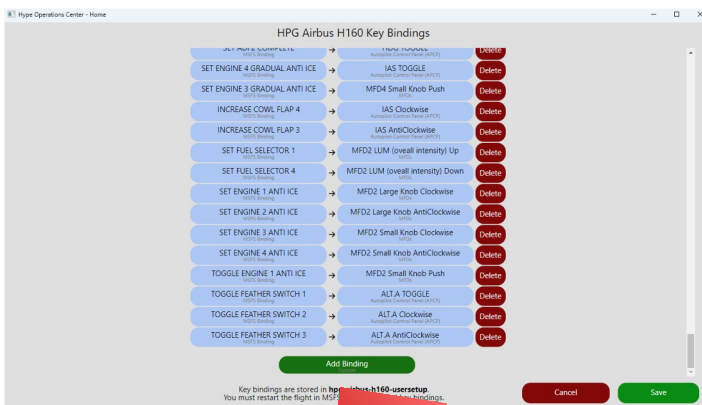 Hype Operations Center - Home
HPG Airbus H160 Key Bindings
Autopilot Control Panel (APCP)
Delete
SET ENGINE 4 GRADUAL ANTI ICE → IAS TOGGLE Delete
MSFS Binding Autopilot Control Panel (APCP)
SET ENGINE 3 GRADUAL ANTI ICE → MFD4 Small Knob Push Delete
MSFS Binding MFDs
INCREASE COWL FLAP 4 → IAS Clockwise Delete
MSFS Binding Autopilot Control Panel (APCP)
INCREASE COWL FLAP 3 → IAS AntiClockwise Delete
MSFS Binding Autopilot Control Panel (APCP)
SET FUEL SELECTOR 1 → MFD2 LUM (oveall intensity) Up Delete
MSFS Binding MFDs
SET FUEL SELECTOR 4 → MFD2 LUM (oveall intensity) Down Delete
MSFS Binding MFDs
SET ENGINE 1 ANTI ICE → MFD2 Large Knob Clockwise Delete
MSFS Binding MFDs
SET ENGINE 2 ANTI ICE → MFD2 Large Knob AntiClockwise Delete
MSFS Binding MFDs
SET ENGINE 3 ANTI ICE → MFD2 Small Knob Clockwise Delete
MSFS Binding MFDs
SET ENGINE 4 ANTI ICE → MFD2 Small Knob AntiClockwise Delete
MSFS Binding MFDs
TOGGLE ENGINE 1 ANTI ICE → MFD2 Small Knob Push Delete
MSFS Binding MFDs
TOGGLE FEATHER SWITCH 1 → ALT.A TOGGLE Delete
MSFS Binding Autopilot Control Panel (APCP)
TOGGLE FEATHER SWITCH 2 → ALT.A Clockwise Delete
MSFS Binding Autopilot Control Panel (APCP)
TOGGLE FEATHER SWITCH 3 → ALT.A AntiClockwise Delete
MSFS Binding Autopilot Control Panel (APCP)
Add Binding
Key bindings are stored in hpg-airbus-h160-usersetup.
You must restart the flight in MSFS key bindings.
Cancel
Save